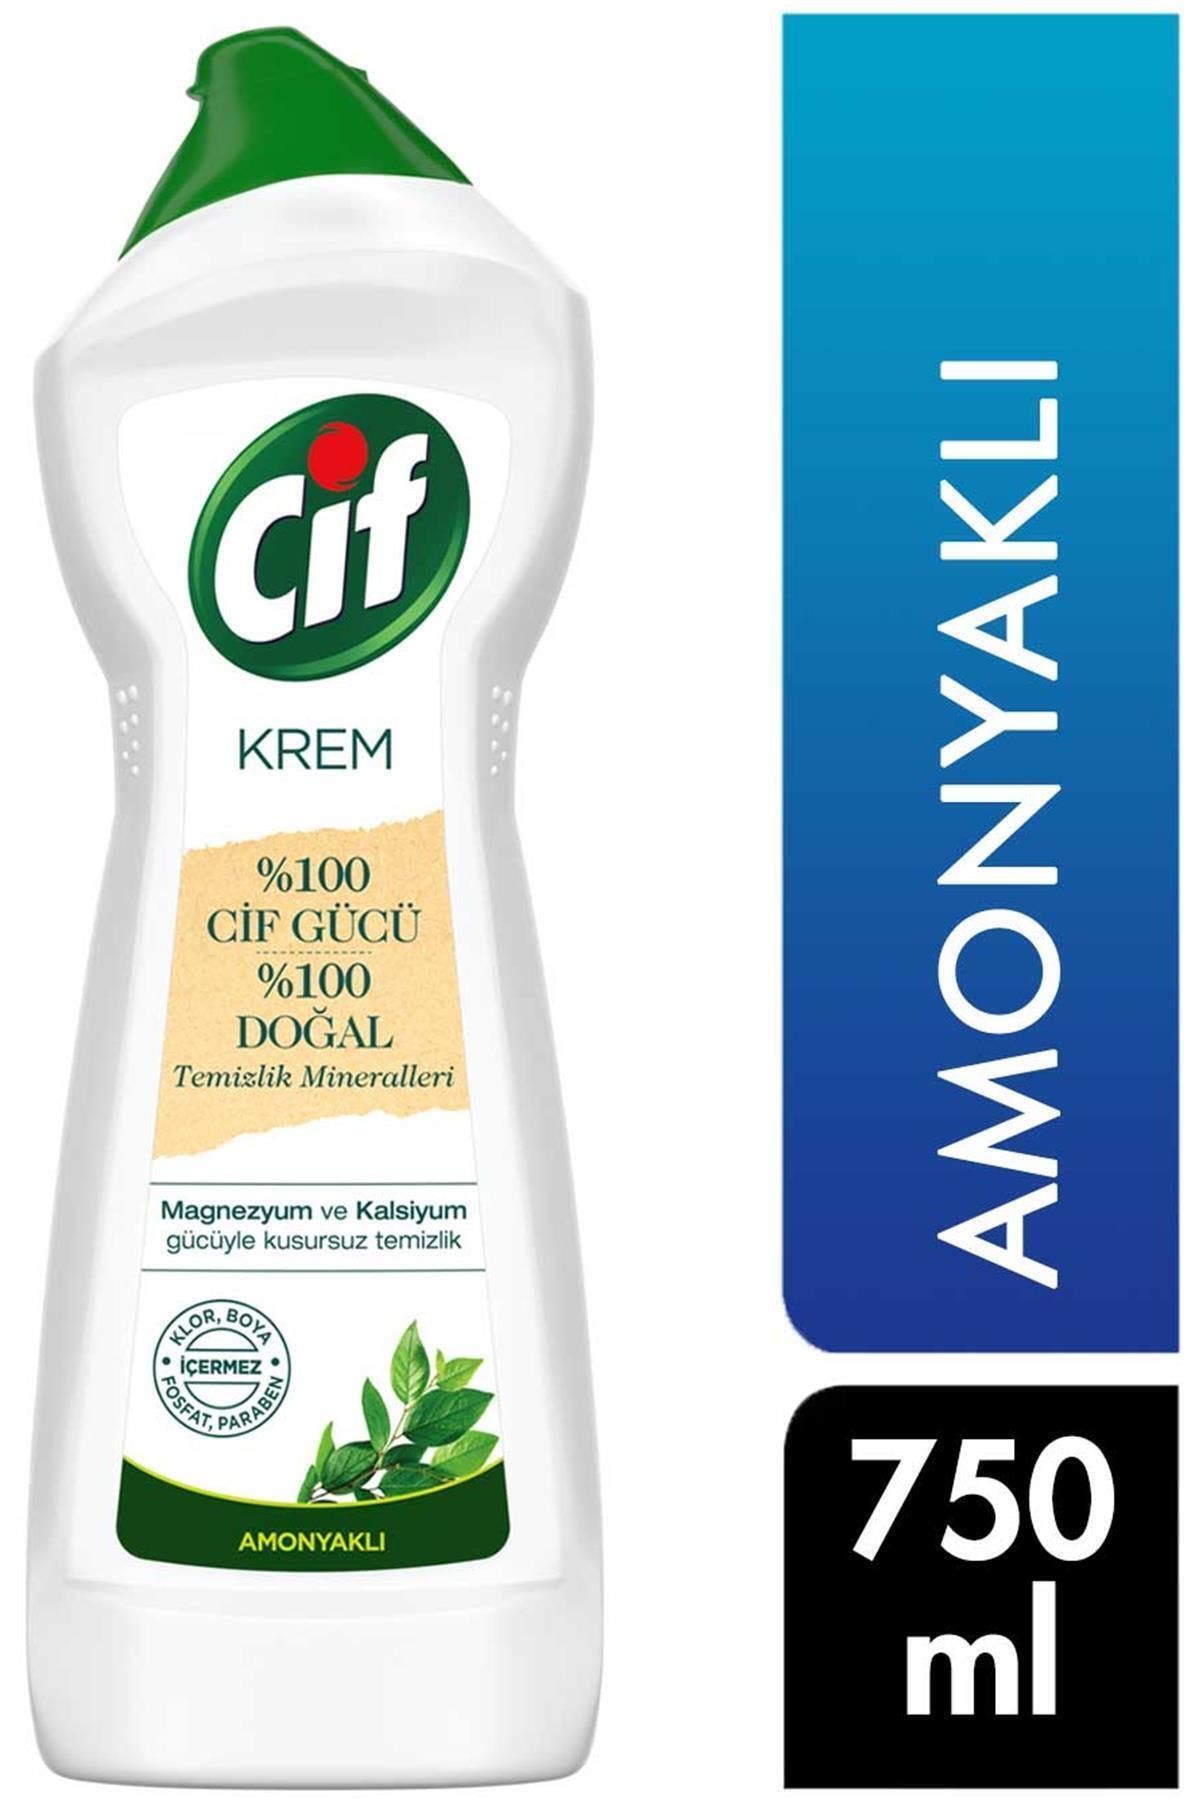 Cif
KREM
%100
CİF GÜCÜ
%100
DOĞAL
Temizlik Mineralleri
Magnezyum ve Kalsiyum
gücüyle kusursuz temizlik
KLOR, BOYA
İÇERMEZ
FOSFAT, PARABEN
AMONYAKLI
AMONYAKLI
750
ml